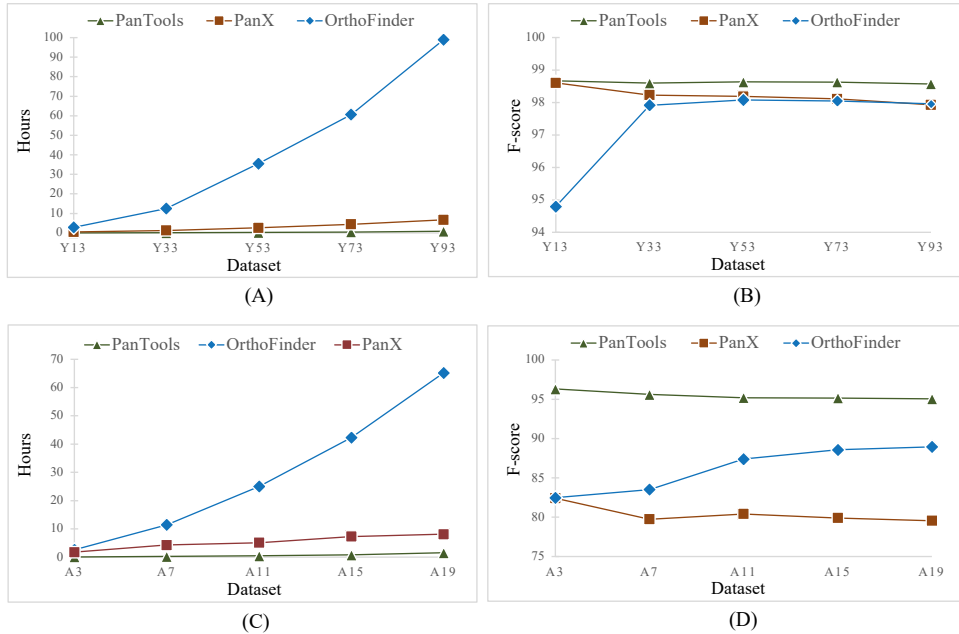 PanTools PanX OrthoFinder
100
90
80
70
60
50
40
30
20
10
0
Hours
Y13 Y33 Y53 Y73 Y93
Dataset
(A)
PanTools PanX OrthoFinder
100
99
98
97
96
95
94
F-score
Y13 Y33 Y53 Y73 Y93
Dataset
(B)
PanTools OrthoFinder PanX
70
60
50
40
30
20
10
0
Hours
A3 A7 A11 A15 A19
Dataset
(C)
PanTools PanX OrthoFinder
100
95
90
85
80
75
F-score
A3 A7 A11 A15 A19
Dataset
(D)